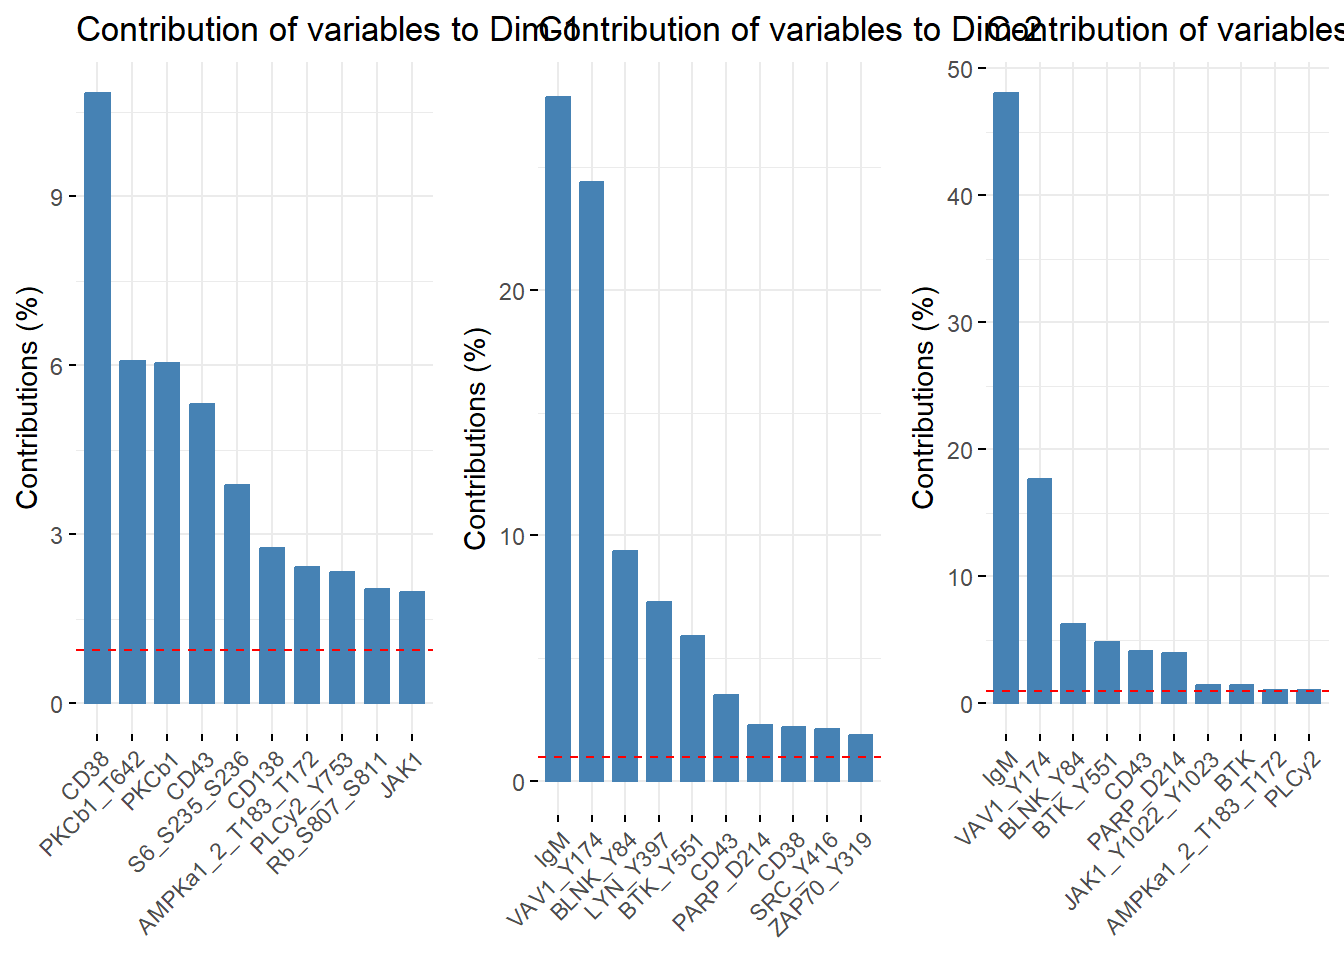 Contribution of variables to Dim-1
Contribution of variables to Dim-2
Contribution of variables
Contributions (%)
9
6
3
0
CD38
PKCb1_T642
PKCb1
CD43
S6_S235_S236
CD138
AMPKa1_2_T183_T172
PLCy2_Y753
Rb_S807_S811
JAK1
Contributions (%)
20
10
0
IgM
VAV1_Y174
BLNK_Y84
LYN_Y397
BTK_Y551
CD43
PARP_D214
CD38
SRC_Y416
ZAP70_Y319
Contributions (%)
50
40
30
20
10
0
IgM
VAV1_Y174
BLNK_Y84
BTK_Y551
CD43
PARP_D214
JAK1_Y1022_Y1023
BTK
AMPKa1_2_T183_T172
PLCy2